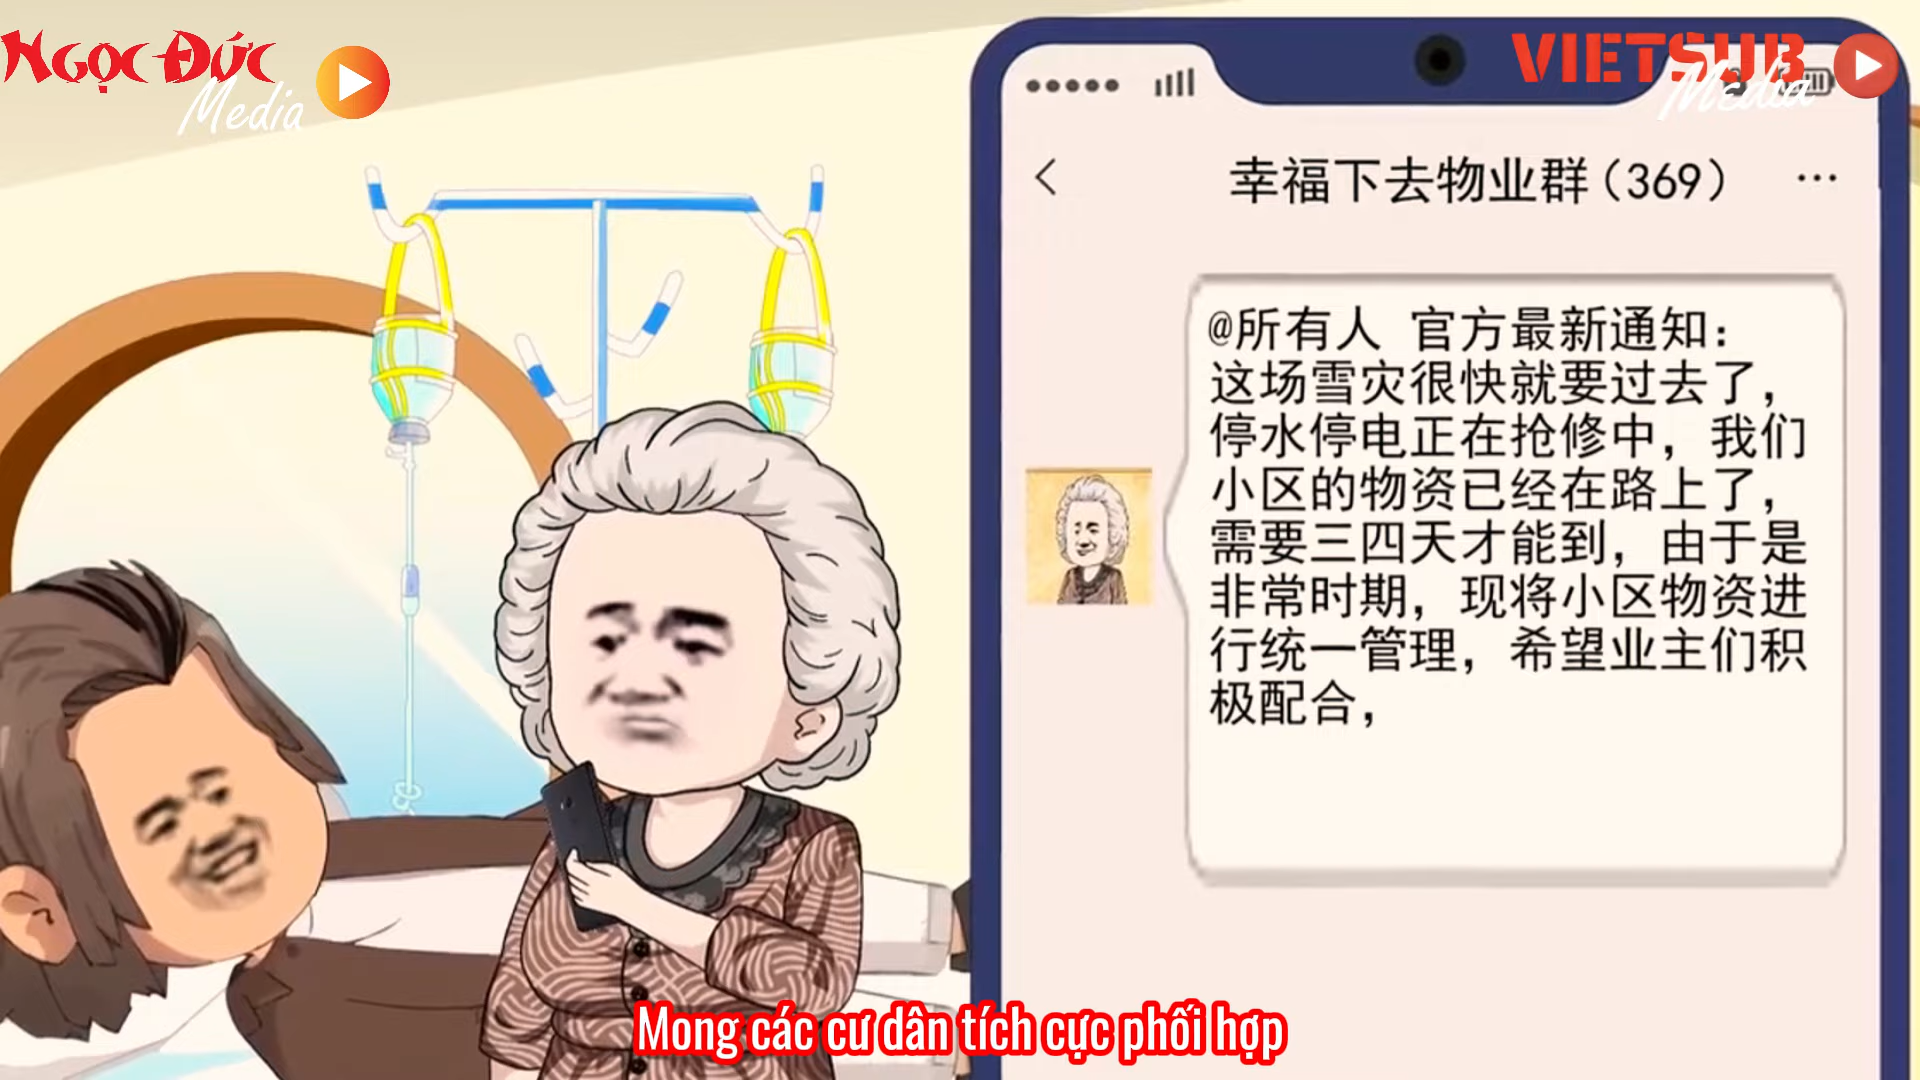 NGỌC ĐỨC
Media
VIETSUB
Media
幸福下去物业群(369)
@所有人 官方最新通知:
这场雪灾很快就要过去了,
停水停电正在抢修中, 我们
小区的物资已经在路上了,
需要三四天才能到, 由于是
非常时期, 现将小区物资进
行统一管理, 希望业主们积
极配合,
Mong các cư dân tích cực phối hợp